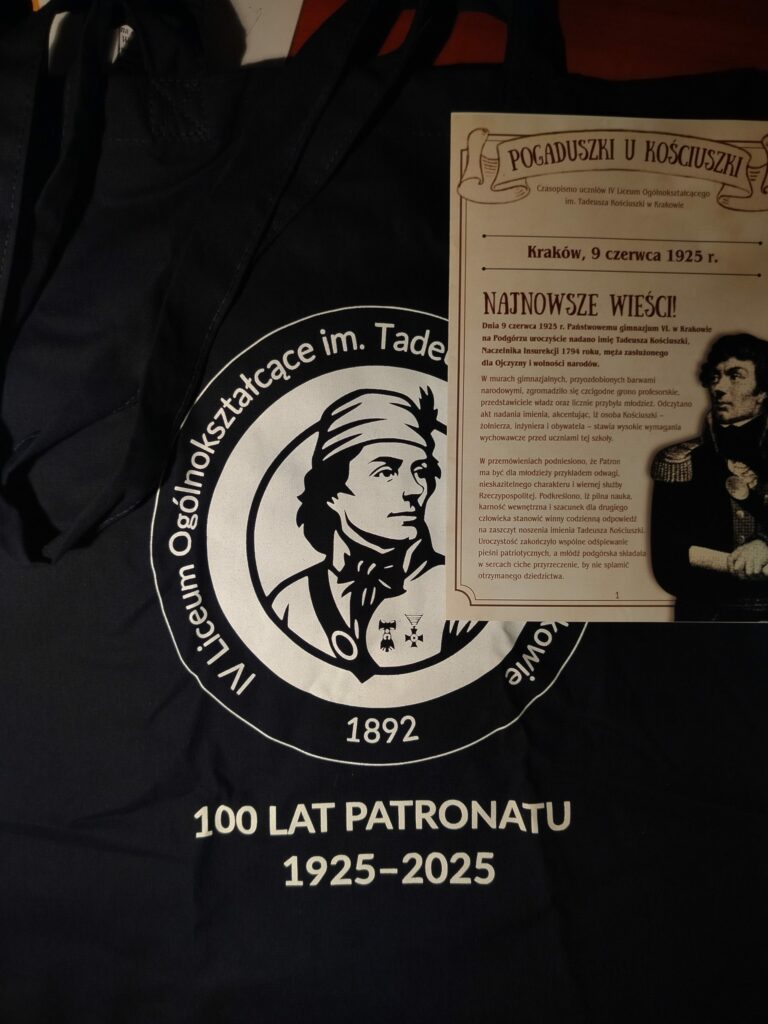 POGADUSZKI U KOŚCIUSZKI
Czasopismo uczniów IV Liceum Ogólnokształcącego
im. Tadeusza Kościuszki w Krakowie
Kraków, 9 czerwca 1925 r.
NAJNOWSZE WIEŚCI!
Dnia 9 czerwca 1925 r. Państwowemu gimnazjum VI. w Krakowie
na Podgórzu uroczyście nadano imię Tadeusza Kościuszki,
Naczelnika Insurekcji 1794 roku, męża zasłużonego
dla Ojczyzny i wolności narodów.
W murach gimnazjalnych, przyozdobionych barwami
narodowymi, zgromadziło się czcigodne grono profesorskie,
przedstawiciele władz oraz licznie przybyła młodzież. Odczytano
akt nadania imienia, akcentując, iż osoba Kościuszki –
żołnierza, inżyniera i obywatela – stawia wysokie wymagania
wychowawcze przed uczniami tej szkoły.
W przemówieniach podniesiono, że Patron
ma być dla młodzieży przykładem odwagi,
nieskazitelnego charakteru i wiernej służby
Rzeczypospolitej. Podkreślono, iż pilna nauka,
karność wewnętrzna i szacunek dla drugiego
człowieka stanowić winny codzienną odpowiedź
na zaszczyt noszenia imienia Tadeusza Kościuszki.
Uroczystość zakończyło wspólne odśpiewanie
pieśni patriotycznych, a młódź podgórska składała
w sercach ciche przyrzeczenie, by nie splamić
otrzymanego dziedzictwa.
1
IV Liceum Ogólnokształcące im. Tade
kowie
1892
100 LAT PATRONATU
1925–2025